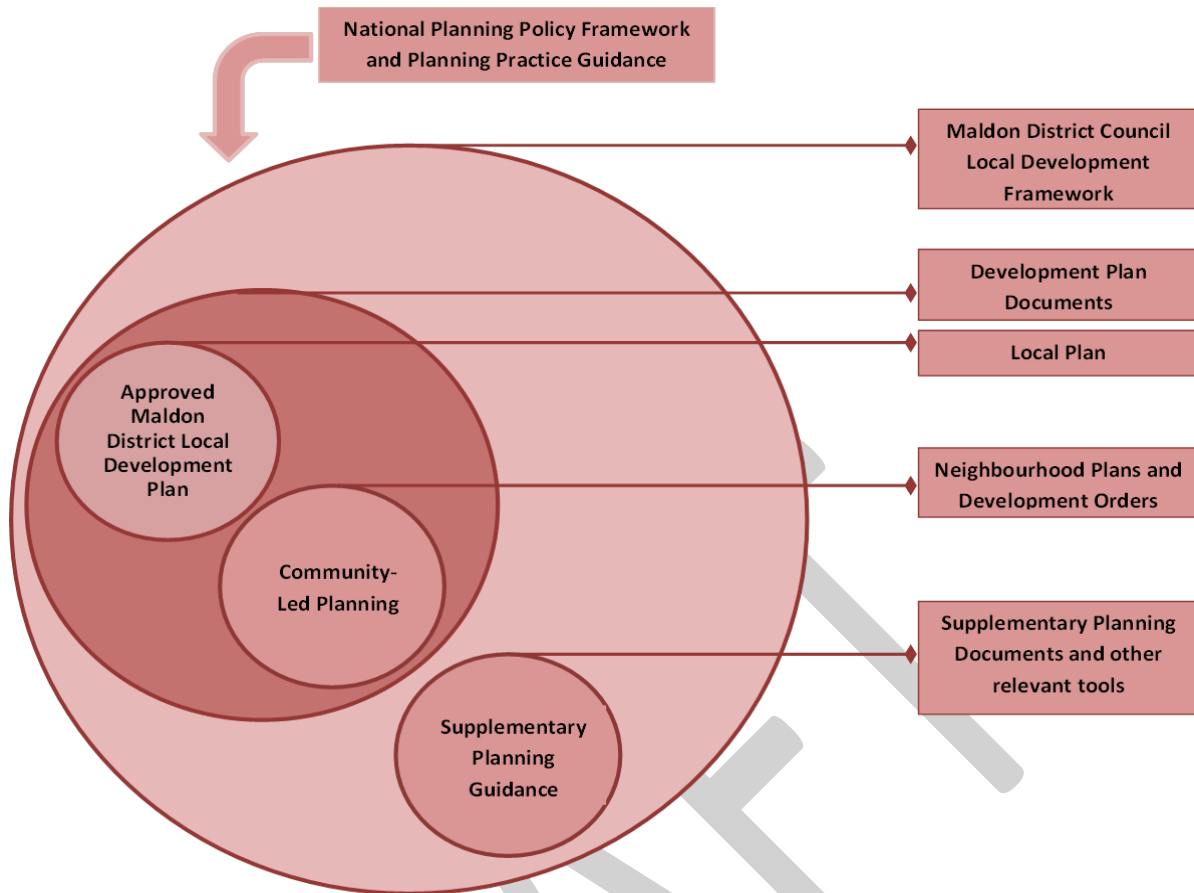 National Planning Policy Framework
and Planning Practice Guidance
Maldon District Council
Local Development
Framework
Development Plan
Documents
Local Plan
Approved
Maldon
District Local
Development
Plan
Neighbourhood Plans and
Development Orders
Community-
Led Planning
Supplementary Planning
Documents and other
relevant tools
Supplementary
Planning
Guidance